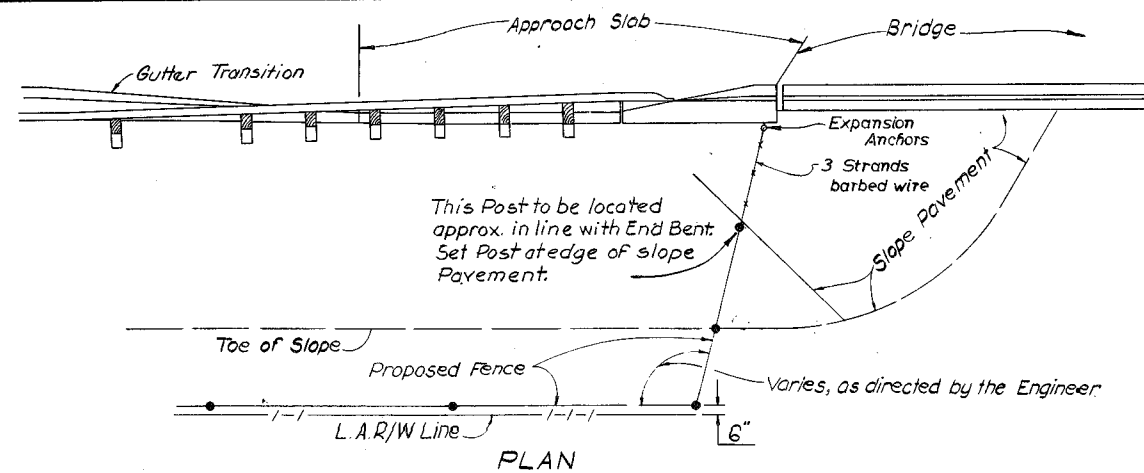 Approach Slab
Bridge
Gutter Transition
Expansion
Anchors
3 Strands
barbed wire
This Post to be located
approx. in line with End Bent.
Set Post at edge of slope
Pavement.
Slope Pavement
Toe of Slope
Proposed Fence
Varies, as directed by the Engineer
L.A.R/W Line
6"
PLAN